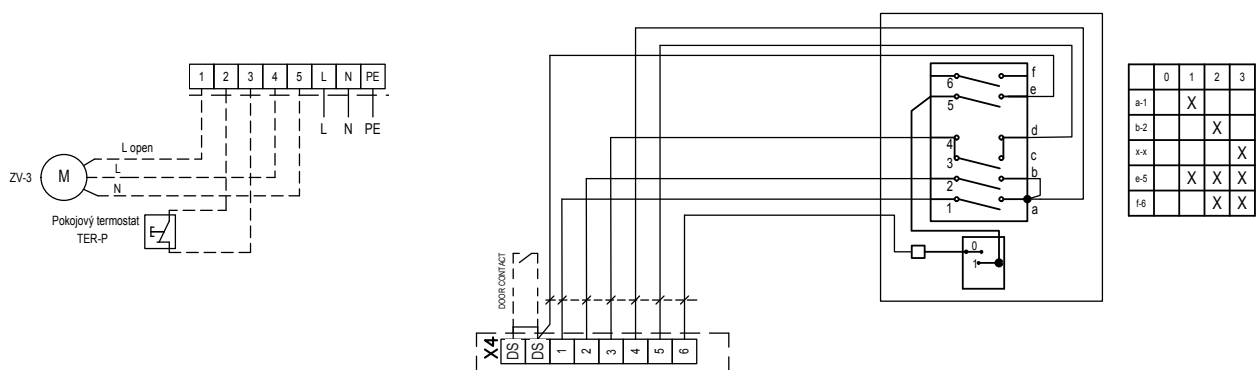 1 2 3 4 5 L N PE
L N PE
L open
L
N
ZV-3
M
Pokojový termostat
TER-P
DOOR CONTACT
X4
DS DS 1 2 3 4 5 6
f
6
e
5
d
4
c
3
b
2
a
1
0
1
0 1 2 3
a-1 X
b-2 X
x-x X
e-5 X X X
f-6 X X